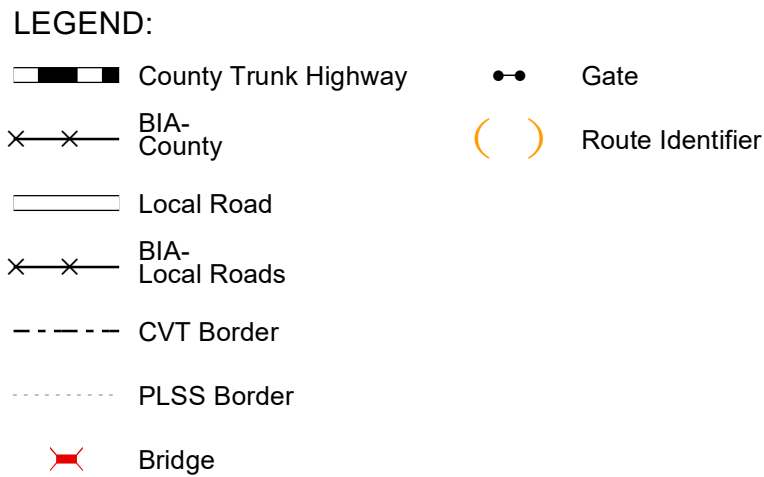 LEGEND:
County Trunk Highway
BIA-
County
Local Road
BIA-
Local Roads
CVT Border
PLSS Border
Bridge
Gate
Route Identifier